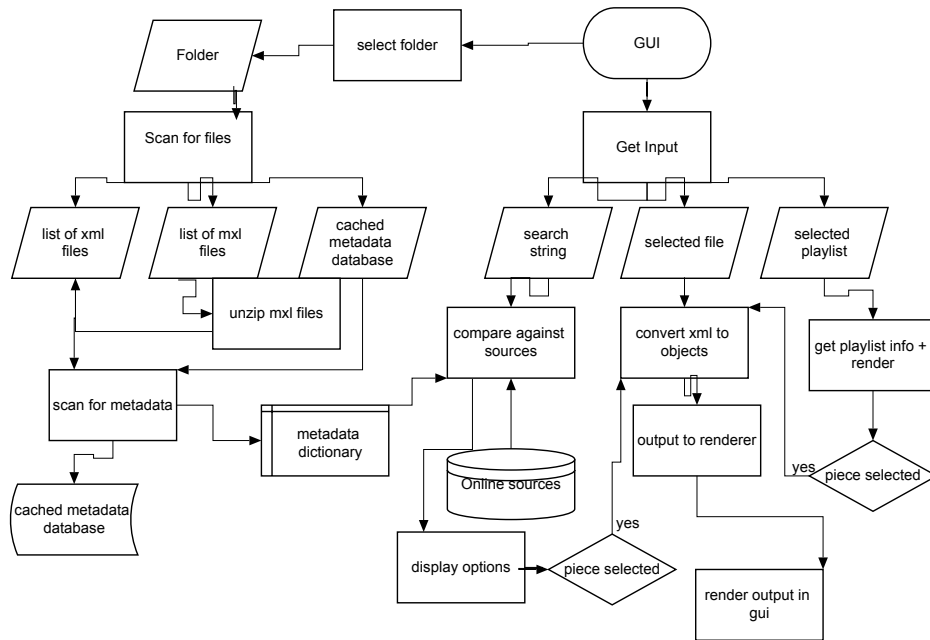 GUI
select folder
Folder
Scan for files
Get Input
list of xml
files
list of mxl
files
cached
metadata
database
search
string
selected file
selected
playlist
unzip mxl files
compare against
sources
convert xml to
objects
get playlist info +
render
scan for metadata
metadata
dictionary
output to renderer
Online sources
yes
piece selected
cached metadata
database
yes
display options
piece selected
render output in
gui